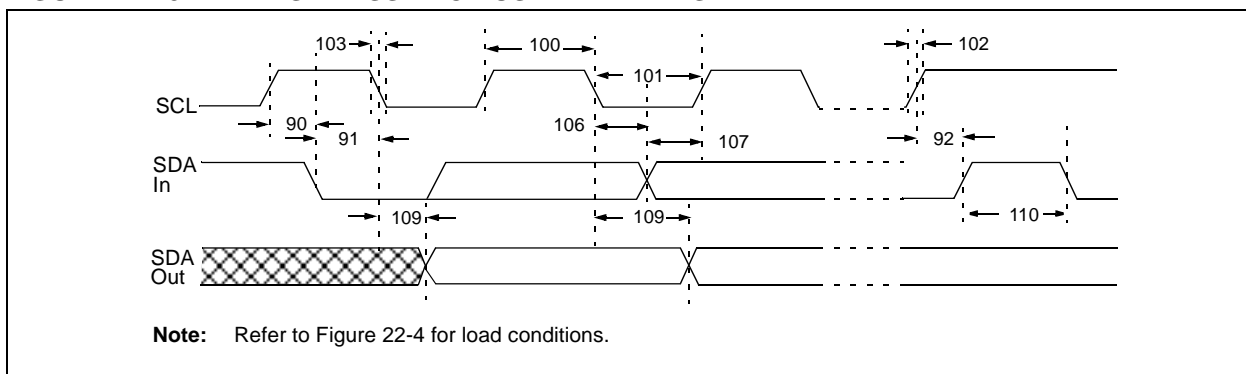 103
100
102
101
SCL
90
106
91
107
92
SDA
In
109
109
110
SDA
Out
Note: Refer to Figure 22-4 for load conditions.